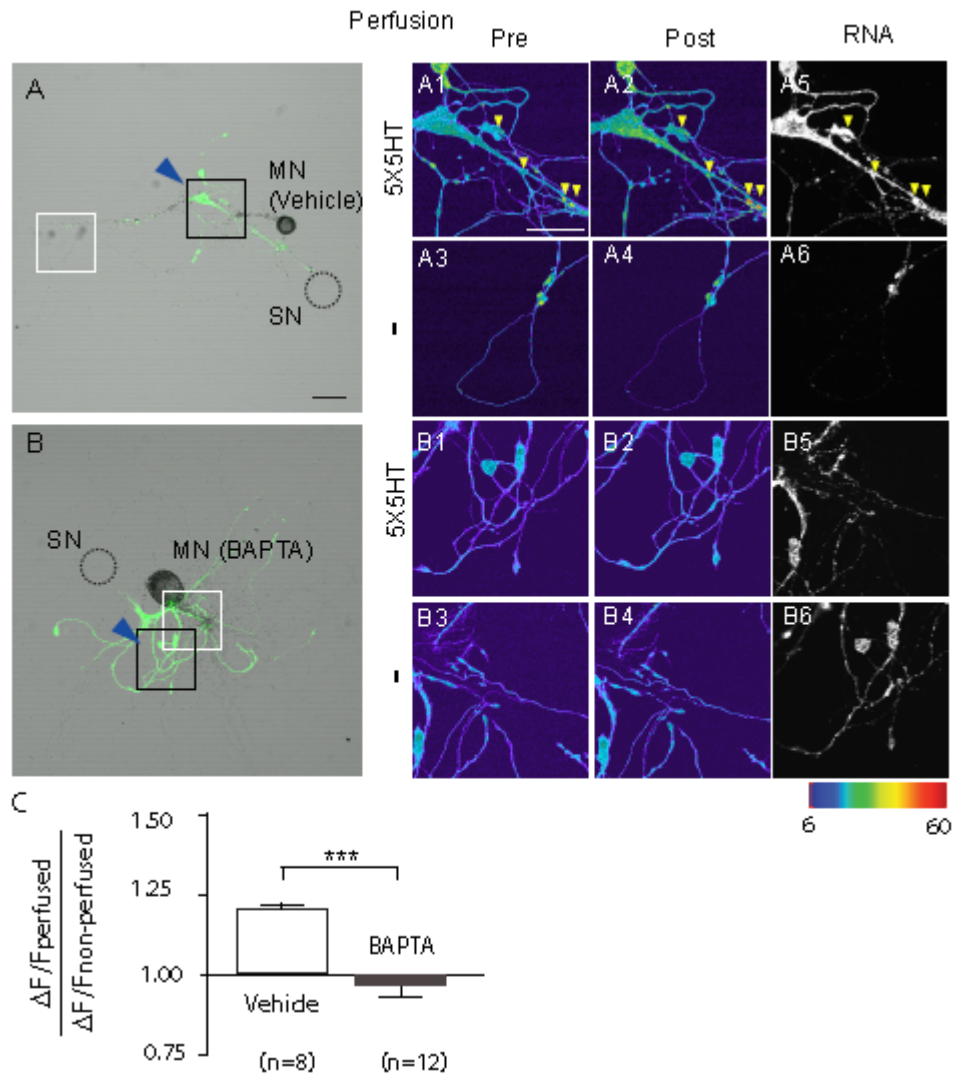 Perfusion
Pre Post RNA
A
MN
(Vehicle)
SN
5X5HT
A1 A2 A5
-
A3 A4 A6
B
SN
MN (BAPTA)
5X5HT
B1 B2 B5
-
B3 B4 B6
6 60
C
ΔF/Fperfused
ΔF/Fnon-perfused
1.50
1.25
1.00
0.75
***
BAPTA
Vehicle
(n=8) (n=12)